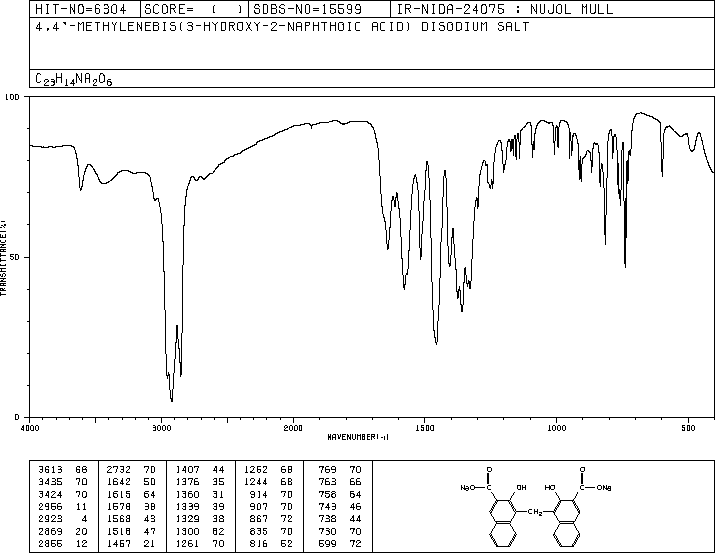 HIT-NO=6304 SCORE= ( ) SDBS-NO=15599 IR-NIDA-24075 : NUJOL MULL
4,4'-METHYLENEBIS(3-HYDROXY-2-NAPHTHOIC ACID) DISODIUM SALT
C23H14NA2O6
100
50
0
TRANSMITTANCE(%)
4000 3000 2000 1500 1000 500
WAVENUMBER(-1)
3613 68 2732 70 1407 44 1262 68 769 70
3435 70 1642 50 1376 35 1244 68 763 66
3424 70 1615 64 1360 31 914 70 758 64
2956 11 1578 38 1339 39 907 70 743 46
2923 4 1568 43 1329 38 867 72 738 44
2869 20 1518 47 1300 62 835 70 730 70
2855 12 1457 21 1261 70 816 52 599 72
O O
NaO C OH HO C ONa
CH2